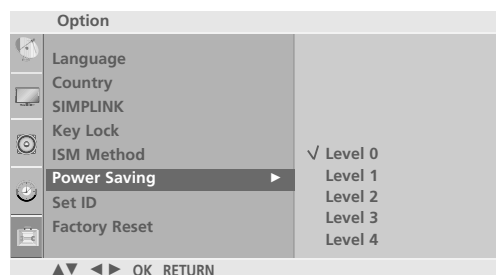 Option
Language
Country
SIMPLINK
Key Lock
ISM Method
Power Saving ►
Set ID
Factory Reset
√ Level 0
Level 1
Level 2
Level 3
Level 4
▲▼ ◄► OK RETURN